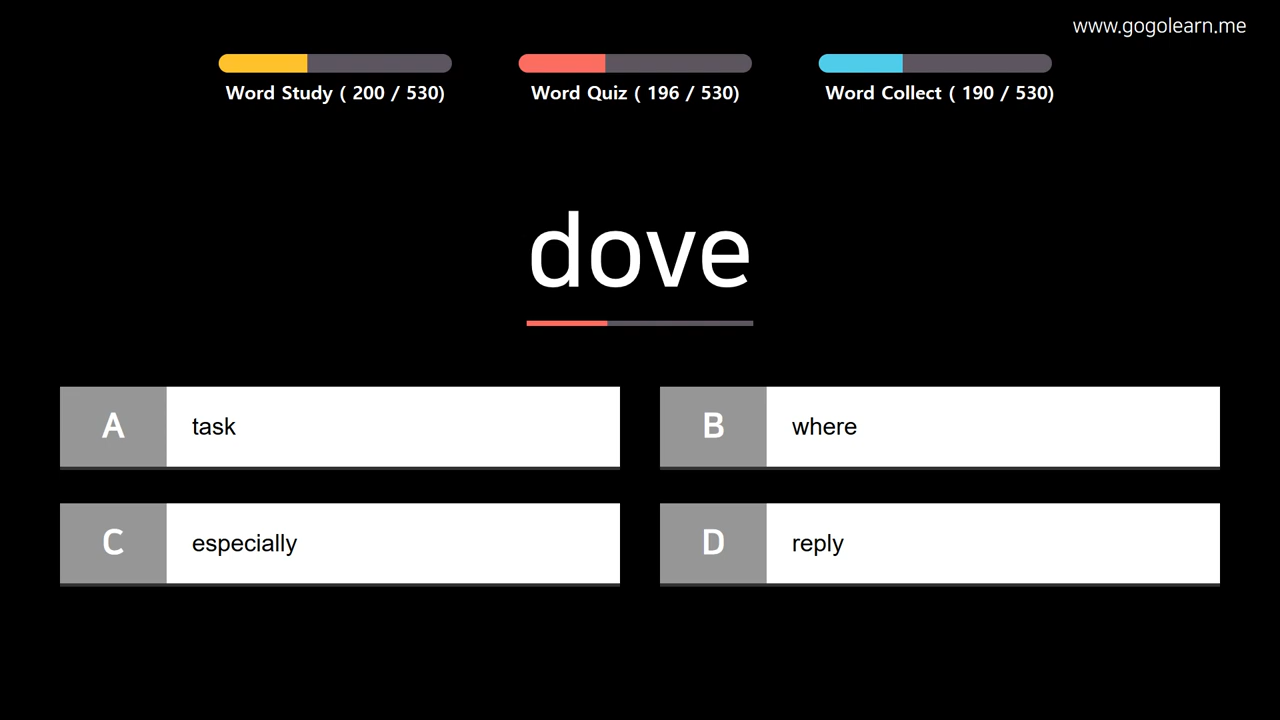 www.gogolearn.me
Word Study ( 200 / 530)
Word Quiz ( 196 / 530)
Word Collect ( 190 / 530)
dove
A
task
B
where
C
especially
D
reply